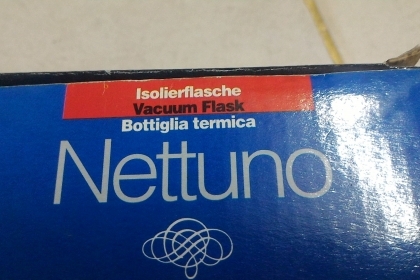 Isolierflasche
Vacuum Flask
Bottiglia termica
Nettuno